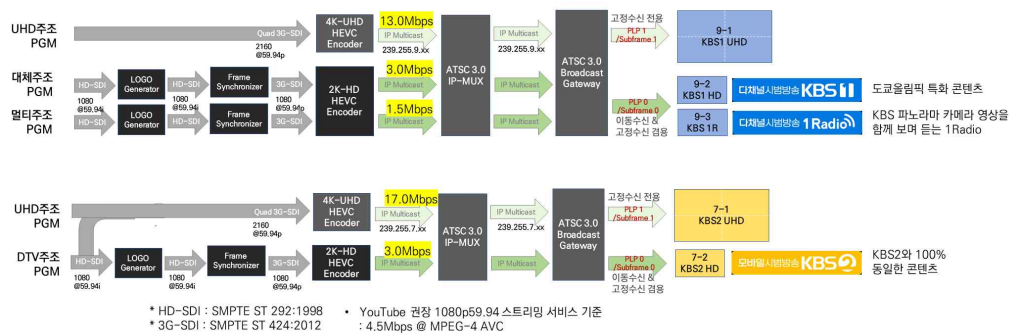 UHD주조
PGM
Quad 3G-SDI
2160
@59.94p
4K-UHD
HEVC
Encoder
13.0Mbps
IP Multicast
239.255.9.xx
IP Multicast
239.255.9.xx
고정수신 전용
PLP 1
/Subframe 1
9-1
KBS1 UHD
대체주조
PGM
HD-SDI
1080
@59.94i
LOGO
Generator
HD-SDI
1080
@59.94i
Frame
Synchronizer
3G-SDI
1080
@59.94p
2K-HD
HEVC
Encoder
3.0Mbps
IP Multicast
ATSC 3.0
IP-MUX
IP Multicast
ATSC 3.0
Broadcast
Gateway
9-2
KBS1 HD
다채널시범방송 KBS 1
도쿄올림픽 특화 콘텐츠
멀티주조
PGM
HD-SDI
LOGO
Generator
HD-SDI
Frame
Synchronizer
3G-SDI
1.5Mbps
IP Multicast
IP Multicast
PLP 0
/Subframe 0
이동수신 &
고정수신 겸용
9-3
KBS 1R
다채널시범방송 1Radio
KBS 파노라마 카메라 영상을
함께 보며 듣는 1Radio
UHD주조
PGM
Quad 3G-SDI
2160
@59.94p
4K-UHD
HEVC
Encoder
17.0Mbps
IP Multicast
239.255.7.xx
ATSC 3.0
IP-MUX
IP Multicast
239.255.7.xx
ATSC 3.0
Broadcast
Gateway
고정수신 전용
PLP 1
/Subframe 1
7-1
KBS2 UHD
DTV주조
PGM
HD-SDI
1080
@59.94i
LOGO
Generator
HD-SDI
1080
@59.94i
Frame
Synchronizer
3G-SDI
1080
@59.94p
2K-HD
HEVC
Encoder
3.0Mbps
IP Multicast
IP Multicast
PLP 0
/Subframe 0
이동수신 &
고정수신 겸용
7-2
KBS2 HD
모바일시범방송 KBS 2
KBS2와 100%
동일한 콘텐츠
* HD-SDI : SMPTE ST 292:1998
* 3G-SDI : SMPTE ST 424:2012
• YouTube 권장 1080p59.94 스트리밍 서비스 기준
: 4.5Mbps @ MPEG-4 AVC